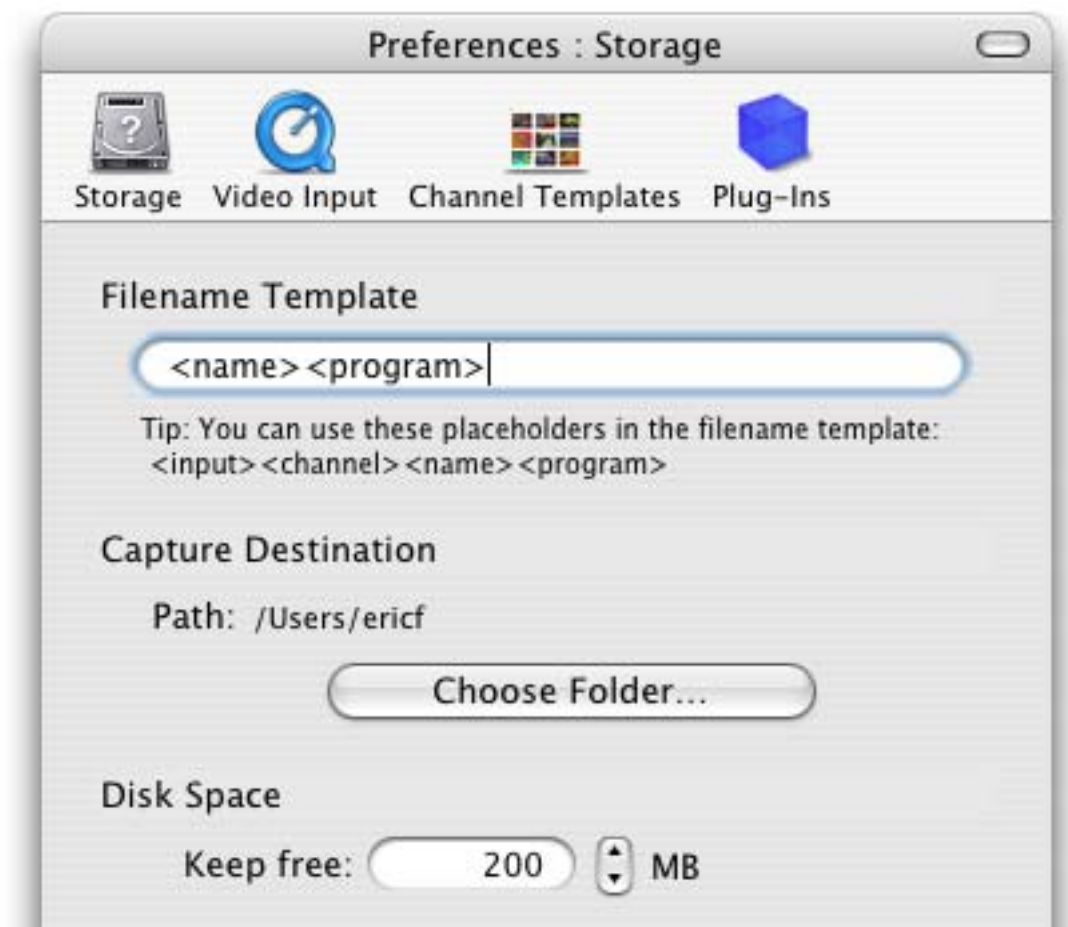 Preferences : Storage
?
Storage Video Input Channel Templates Plug-Ins
Filename Template
<name><program>
Tip: You can use these placeholders in the filename template:
<input><channel><name><program>
Capture Destination
Path: /Users/ericf
Choose Folder...
Disk Space
Keep free: 200 MB